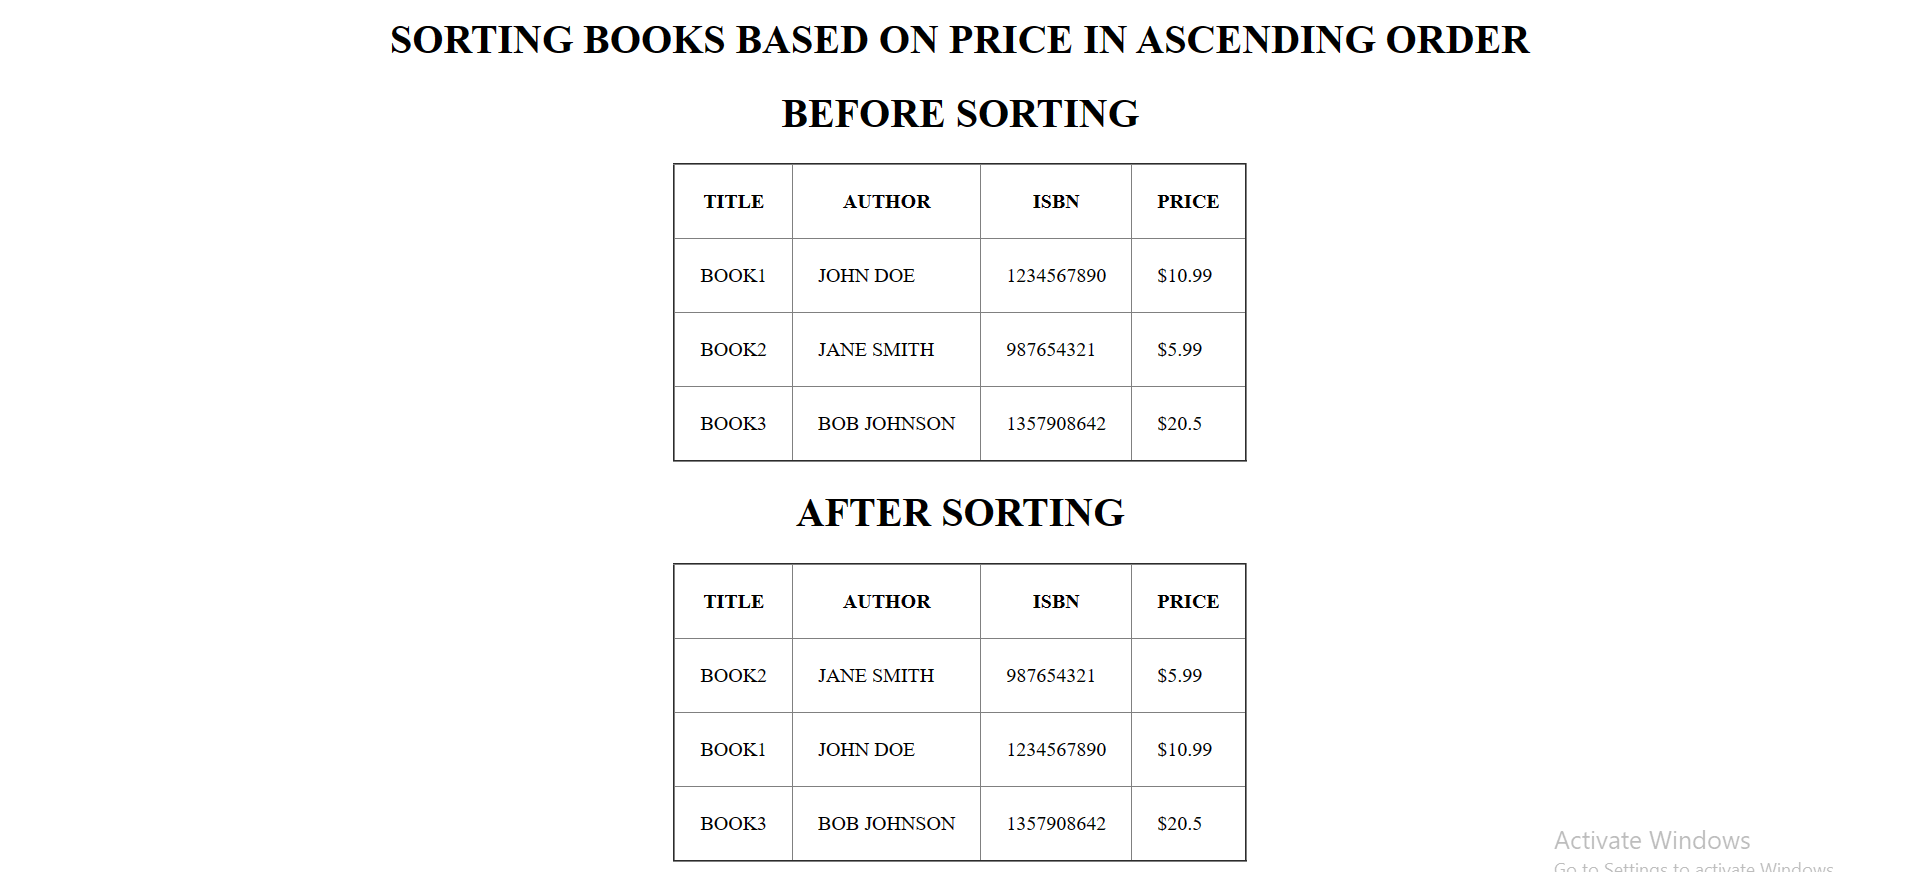 SORTING BOOKS BASED ON PRICE IN ASCENDING ORDER
BEFORE SORTING
TITLE AUTHOR ISBN PRICE
BOOK1 JOHN DOE 1234567890 $10.99
BOOK2 JANE SMITH 987654321 $5.99
BOOK3 BOB JOHNSON 1357908642 $20.5
AFTER SORTING
TITLE AUTHOR ISBN PRICE
BOOK2 JANE SMITH 987654321 $5.99
BOOK1 JOHN DOE 1234567890 $10.99
BOOK3 BOB JOHNSON 1357908642 $20.5
Activate Windows
Go to Settings to activate Windows